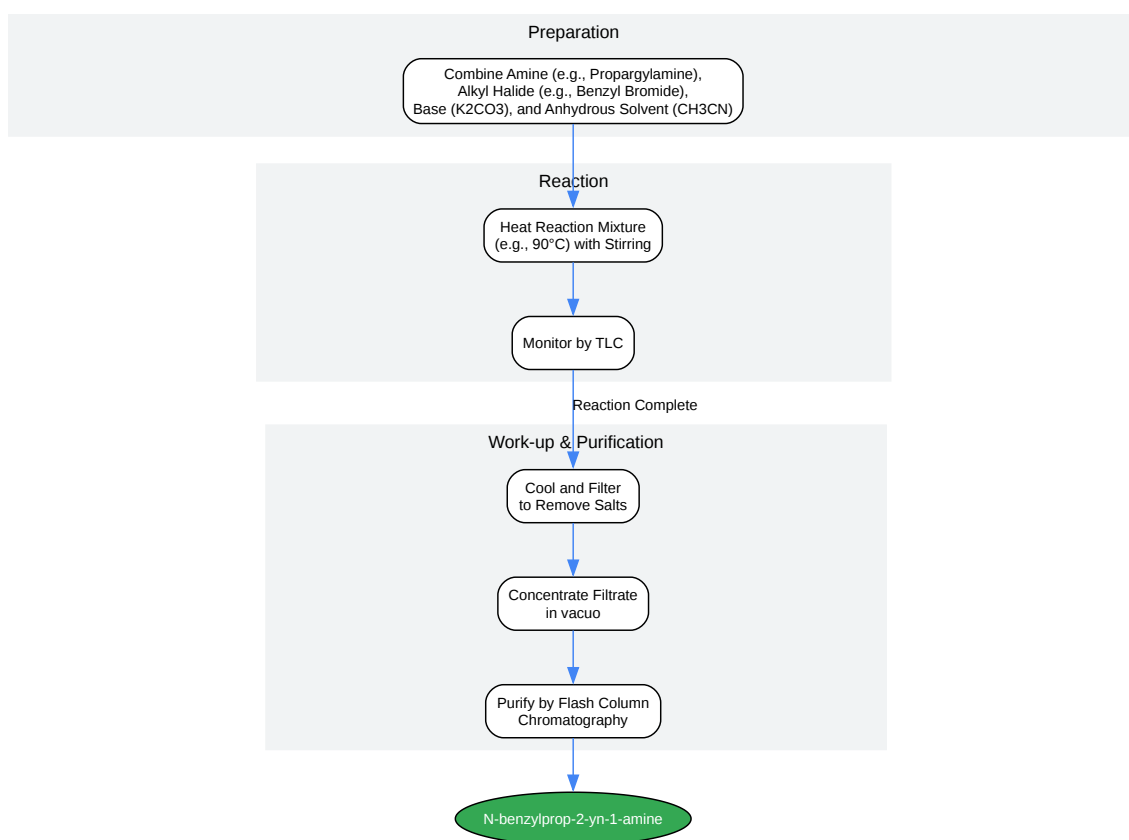 Preparation
Combine Amine (e.g., Propargylamine),
Alkyl Halide (e.g., Benzyl Bromide),
Base (K2CO3), and Anhydrous Solvent (CH3CN)
Reaction
Heat Reaction Mixture
(e.g., 90°C) with Stirring
Monitor by TLC
Reaction Complete
Work-up & Purification
Cool and Filter
to Remove Salts
Concentrate Filtrate
in vacuo
Purify by Flash Column
Chromatography
N-benzylprop-2-yn-1-amine